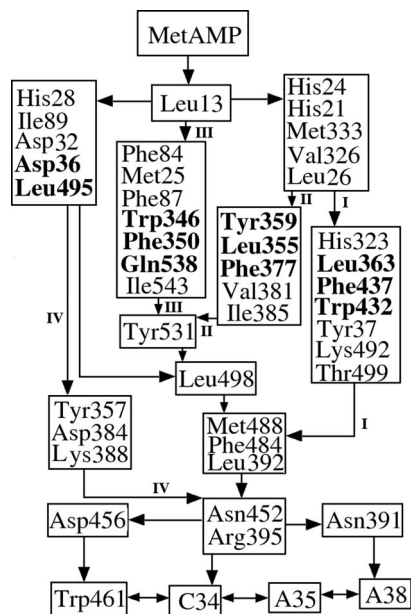 MetAMP
Leu13
His28
Ile89
Asp32
Asp36
Leu495
His24
His21
Met333
Val326
Leu26
III
Phe84
Met25
Phe87
Trp346
Phe350
Gln538
Ile543
II
I
Tyr359
Leu355
Phe377
Val381
Ile385
His323
Leu363
Phe437
Trp432
Tyr37
Lys492
Thr499
III
IV
Tyr531
II
Leu498
Tyr357
Asp384
Lys388
Met488
Phe484
Leu392
I
IV
Asp456
Asn452
Arg395
Asn391
Trp461
C34
A35
A38